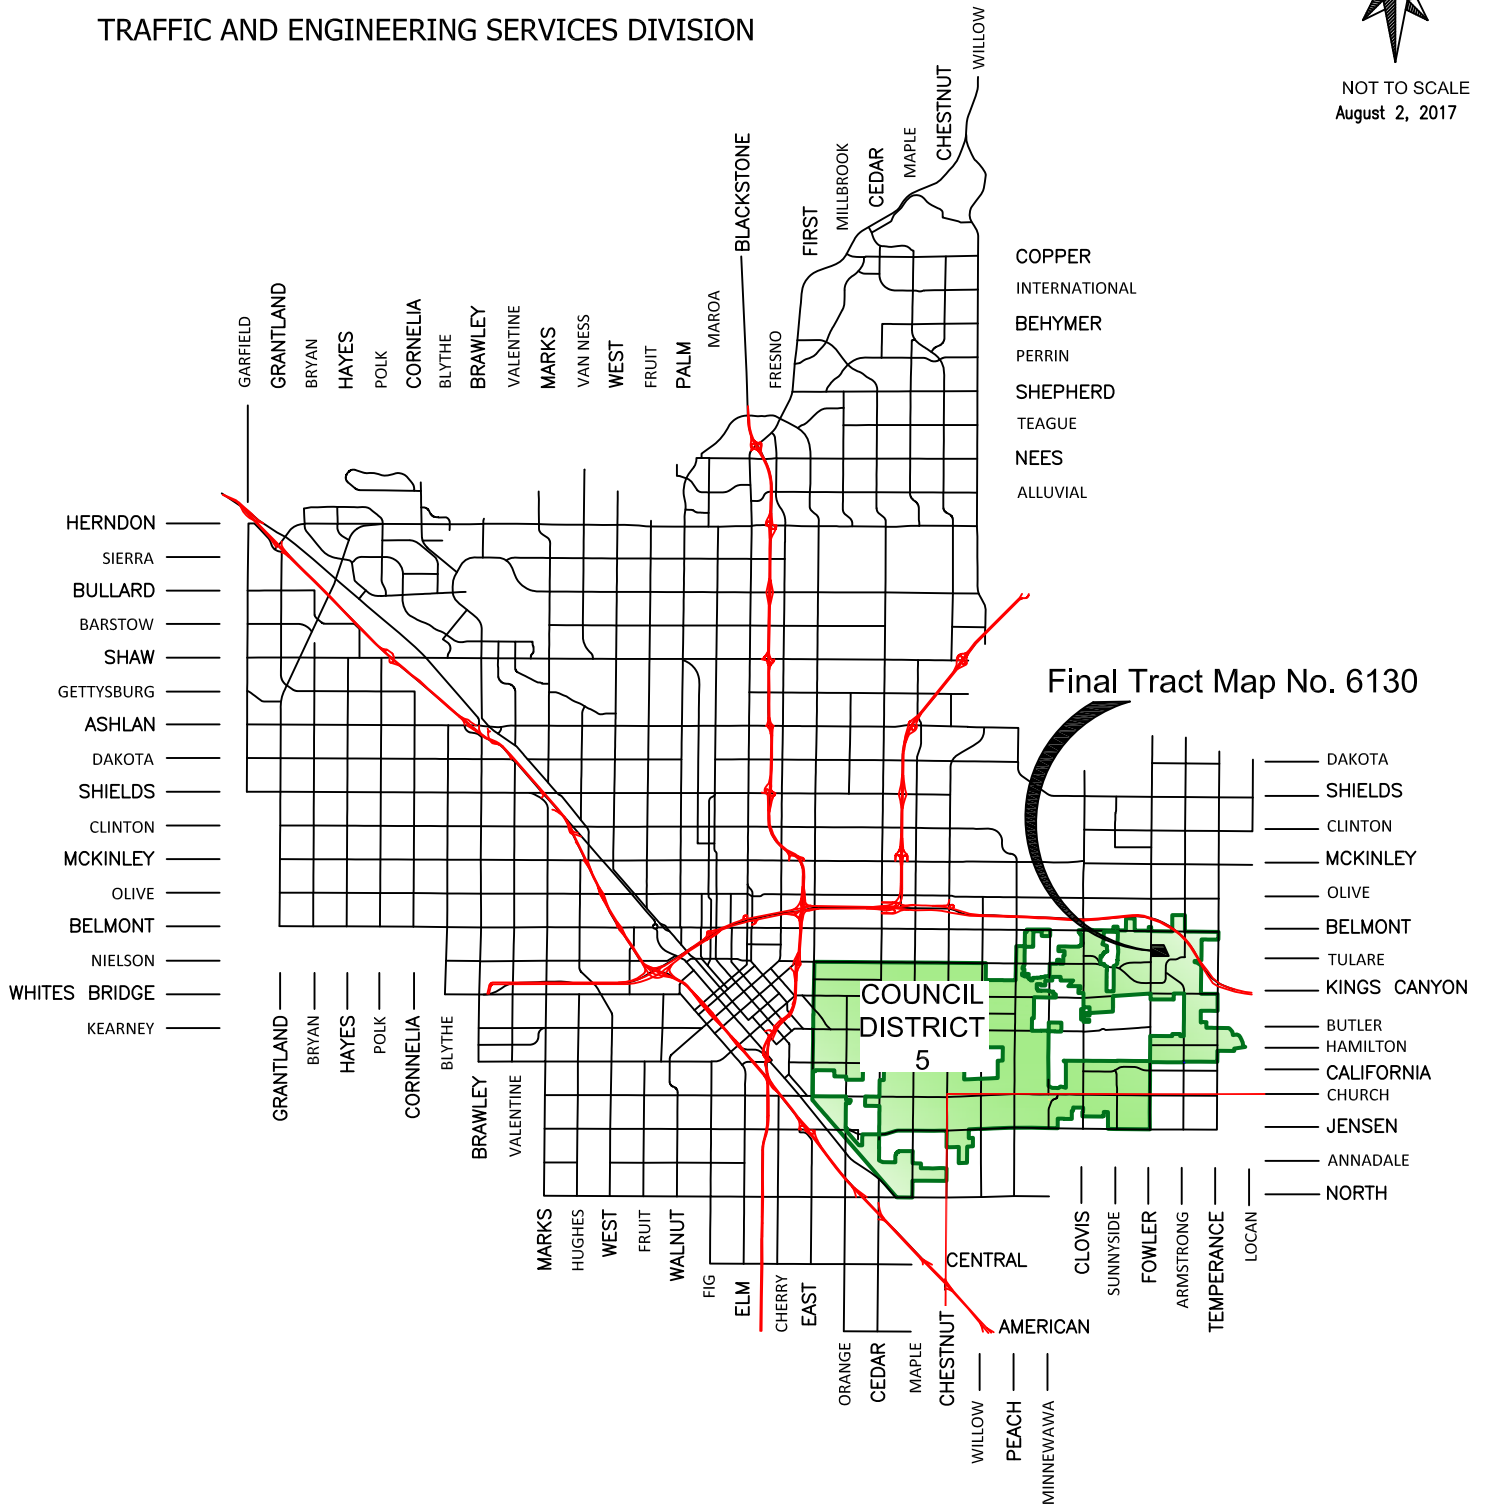 TRAFFIC AND ENGINEERING SERVICES DIVISION
NOT TO SCALE
August 2, 2017
WILLOW
CHESTNUT
MAPLE
CEDAR
MILLBROOK
FIRST
BLACKSTONE
FRESNO
MAROA
PALM
FRUIT
WEST
VAN NESS
MARKS
VALENTINE
BRAWLEY
BLYTHE
CORNELIA
POLK
HAYES
BRYAN
GRANTLAND
GARFIELD
COPPER
INTERNATIONAL
BEHYMER
PERRIN
SHEPHERD
TEAGUE
NEES
ALLUVIAL
HERNDON
SIERRA
BULLARD
BARSTOW
SHAW
GETTYSBURG
ASHLAN
DAKOTA
SHIELDS
CLINTON
MCKINLEY
OLIVE
BELMONT
NIELSON
WHITES BRIDGE
KEARNEY
Final Tract Map No. 6130
DAKOTA
SHIELDS
CLINTON
MCKINLEY
OLIVE
BELMONT
TULARE
KINGS CANYON
BUTLER
HAMILTON
CALIFORNIA
CHURCH
JENSEN
ANNADALE
NORTH
COUNCIL
DISTRICT
5
GRANTLAND
BRYAN
HAYES
POLK
CORNELIA
BLYTHE
BRAWLEY
VALENTINE
MARKS
HUGHES
WEST
FRUIT
WALNUT
FIG
ELM
CHERRY
EAST
ORANGE
CEDAR
MAPLE
CHESTNUT
WILLOW
PEACH
MINNEWAWA
CENTRAL
AMERICAN
CLOVIS
SUNNYSIDE
FOWLER
ARMSTRONG
TEMPERANCE
LOCAN